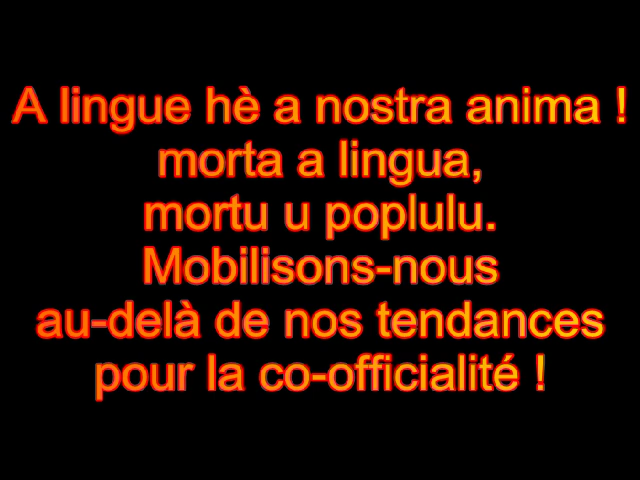 A lingue hè a nostra anima !
morta a lingua,
mortu u poplulu.
Mobilisons-nous
au-delà de nos tendances
pour la co-officialité !